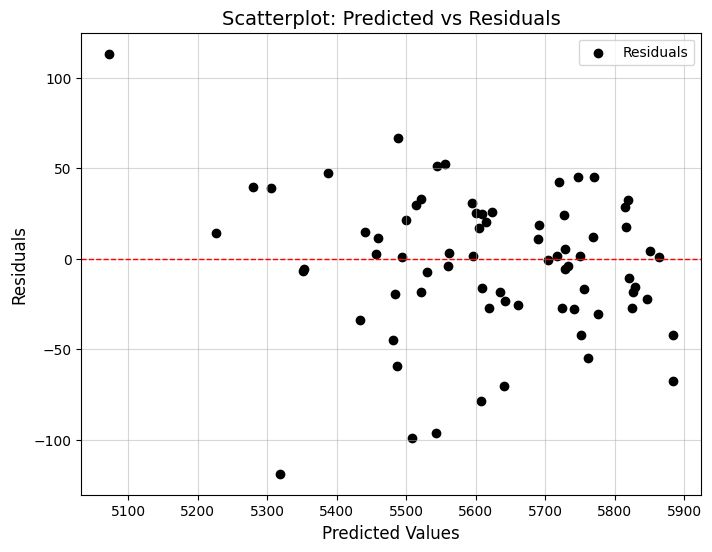 Scatterplot: Predicted vs Residuals
Residuals
100
50
0
−50
−100
Residuals
5100 5200 5300 5400 5500 5600 5700 5800 5900
Predicted Values